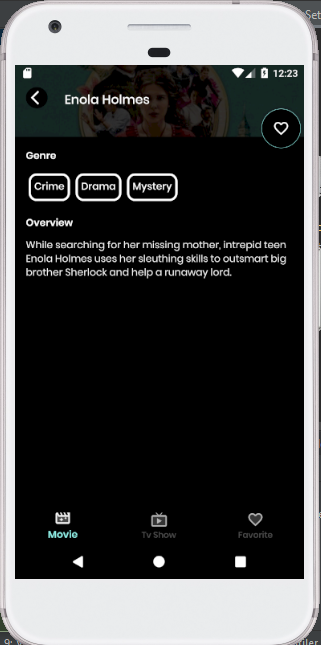 Set
12:23
Enola Holmes
Genre
Crime Drama Mystery
Overview
While searching for her missing mother, intrepid teen
Enola Holmes uses her sleuthing skills to outsmart big
brother Sherlock and help a runaway lord.
Movie Tv Show Favorite